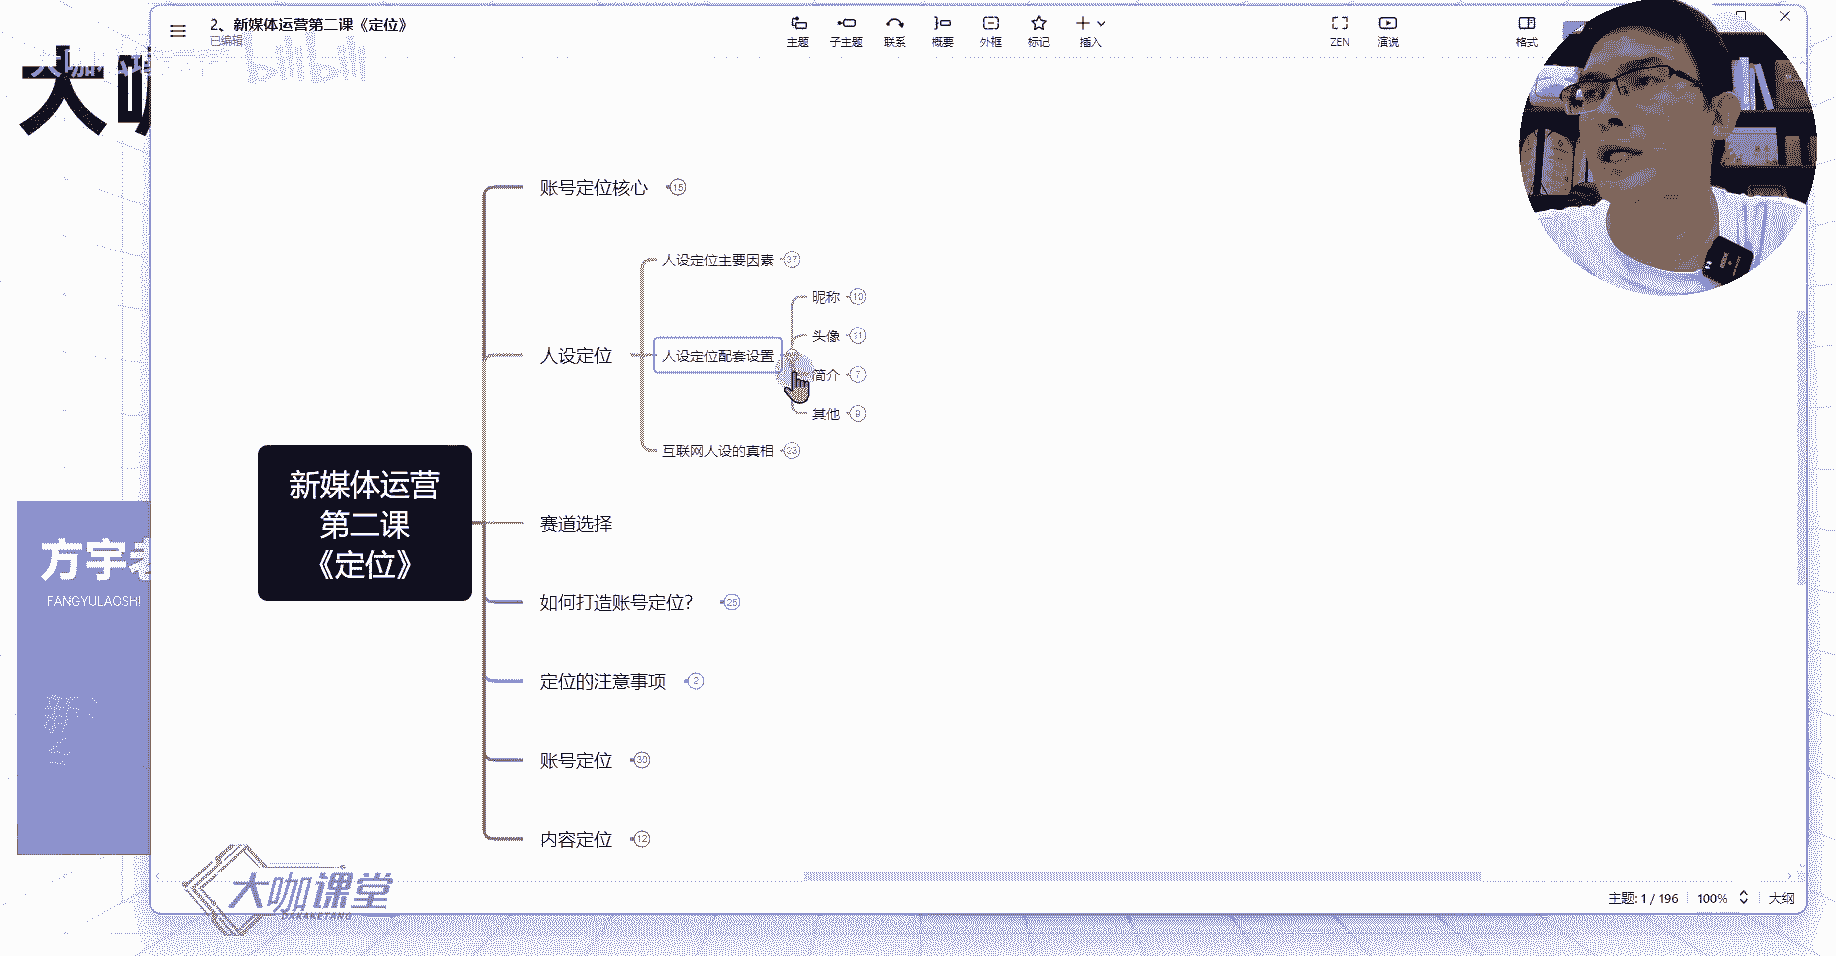 2、新媒体运营第二课《定位》
已编辑
主题
子主题
联系
概要
外框
标记
插入
ZEN
演说
格式
bilibili
大咖
账号定位核心 15
人设定位主要因素 37
昵称 10
头像 11
人设定位
人设定位配套设置
简介 7
其他 9
互联网人设的真相 23
新媒体运营
第二课
《定位》
赛道选择
方宇老
FANGYULAOSHI
如何打造账号定位? 25
定位的注意事项 2
账号定位 30
内容定位 12
大咖课堂
DAKAKETANG
主题: 1 / 196
100%
大纲